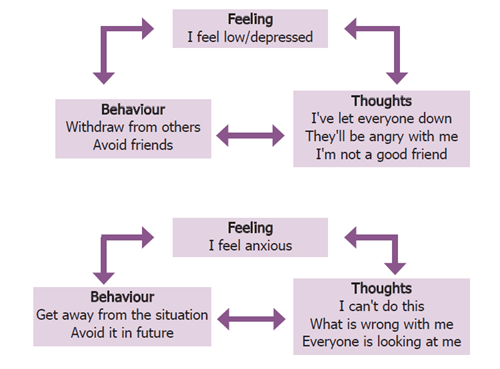 Feeling
I feel low/depressed
Behaviour
Withdraw from others
Avoid friends
Thoughts
I've let everyone down
They'll be angry with me
I'm not a good friend
Feeling
I feel anxious
Behaviour
Get away from the situation
Avoid it in future
Thoughts
I can't do this
What is wrong with me
Everyone is looking at me